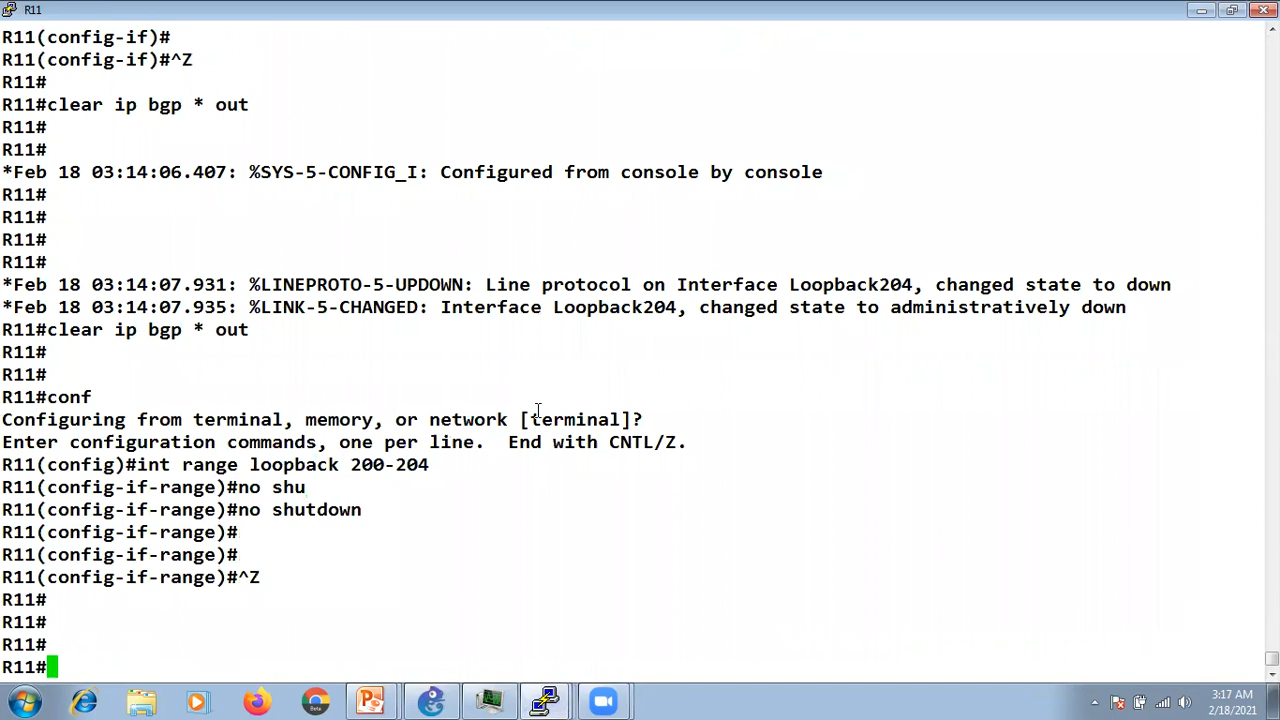 R11
R11(config-if)#
R11(config-if)#^Z
R11#
R11#clear ip bgp * out
R11#
R11#
*Feb 18 03:14:06.407: %SYS-5-CONFIG_I: Configured from console by console
R11#
R11#
R11#
R11#
*Feb 18 03:14:07.931: %LINEPROTO-5-UPDOWN: Line protocol on Interface Loopback204, changed state to down
*Feb 18 03:14:07.935: %LINK-5-CHANGED: Interface Loopback204, changed state to administratively down
R11#clear ip bgp * out
R11#
R11#
R11#conf
Configuring from terminal, memory, or network [terminal]?
Enter configuration commands, one per line.  End with CNTL/Z.
R11(config)#int range loopback 200-204
R11(config-if-range)#no shu
R11(config-if-range)#no shutdown
R11(config-if-range)#
R11(config-if-range)#
R11(config-if-range)#^Z
R11#
R11#
R11#
R11#
3:17 AM
2/18/2021